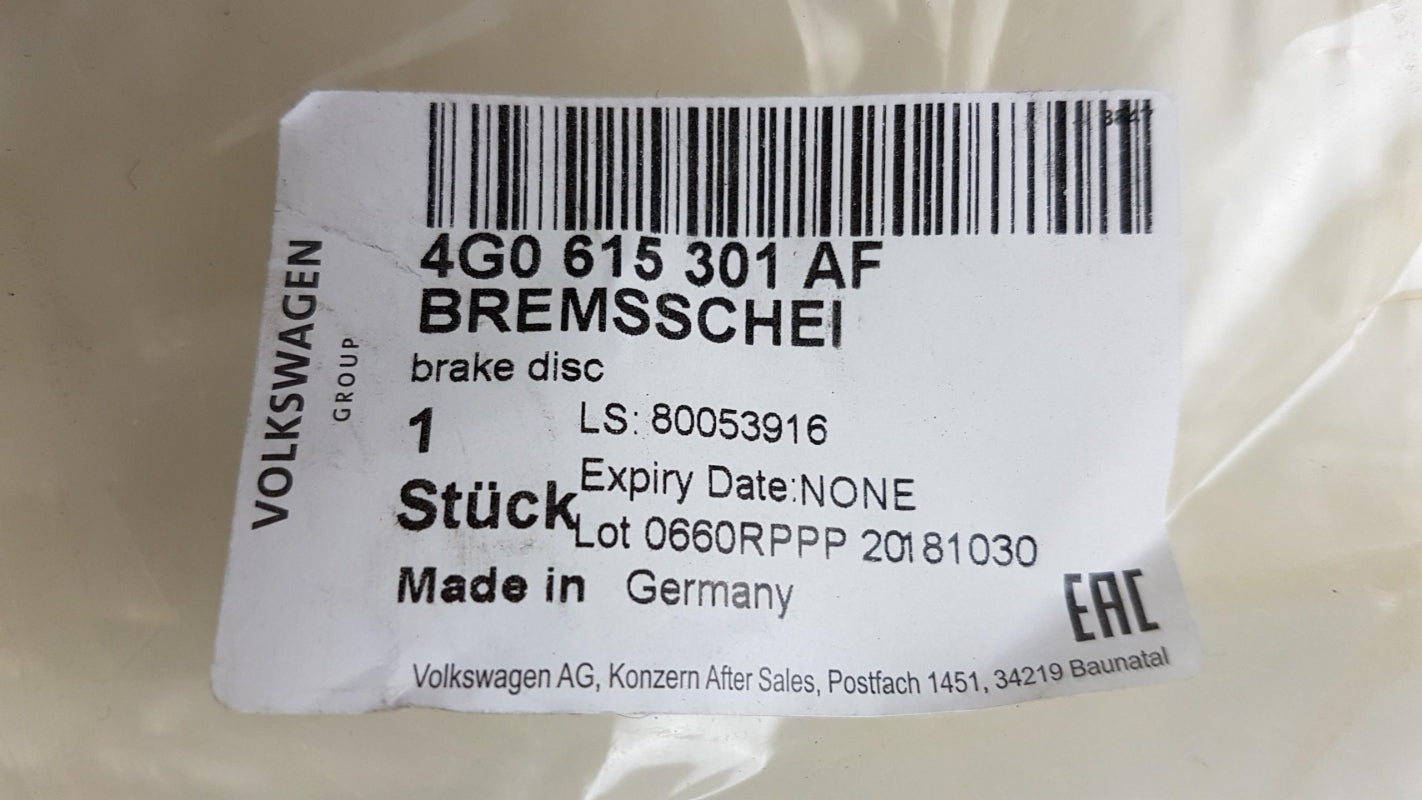 4G0 615 301 AF
BREMSSCHEI
brake disc
1
LS: 80053916
Stück
Expiry Date:NONE
Lot 0660RPPP 20181030
Made in Germany
EAC
Volkswagen AG, Konzern After Sales, Postfach 1451, 34219 Baunatal
VOLKSWAGEN
GROUP